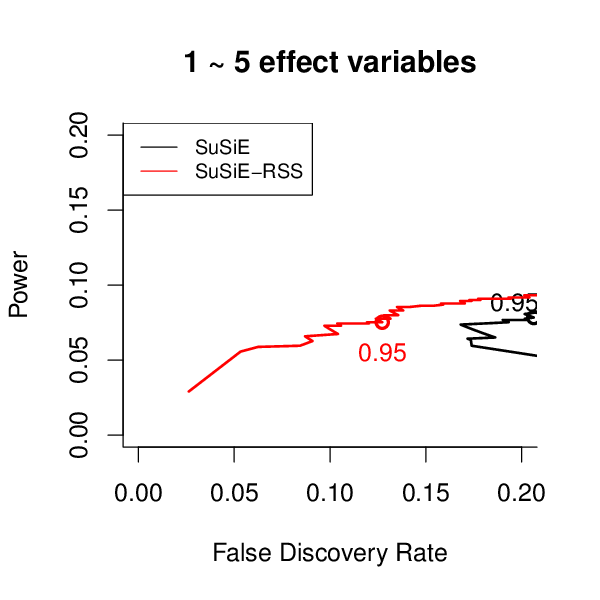 1 ~ 5 effect variables
SuSiE
SuSiE−RSS
Power
0.20
0.15
0.10
0.05
0.00
0.95
0.95
0.00 0.05 0.10 0.15 0.20
False Discovery Rate